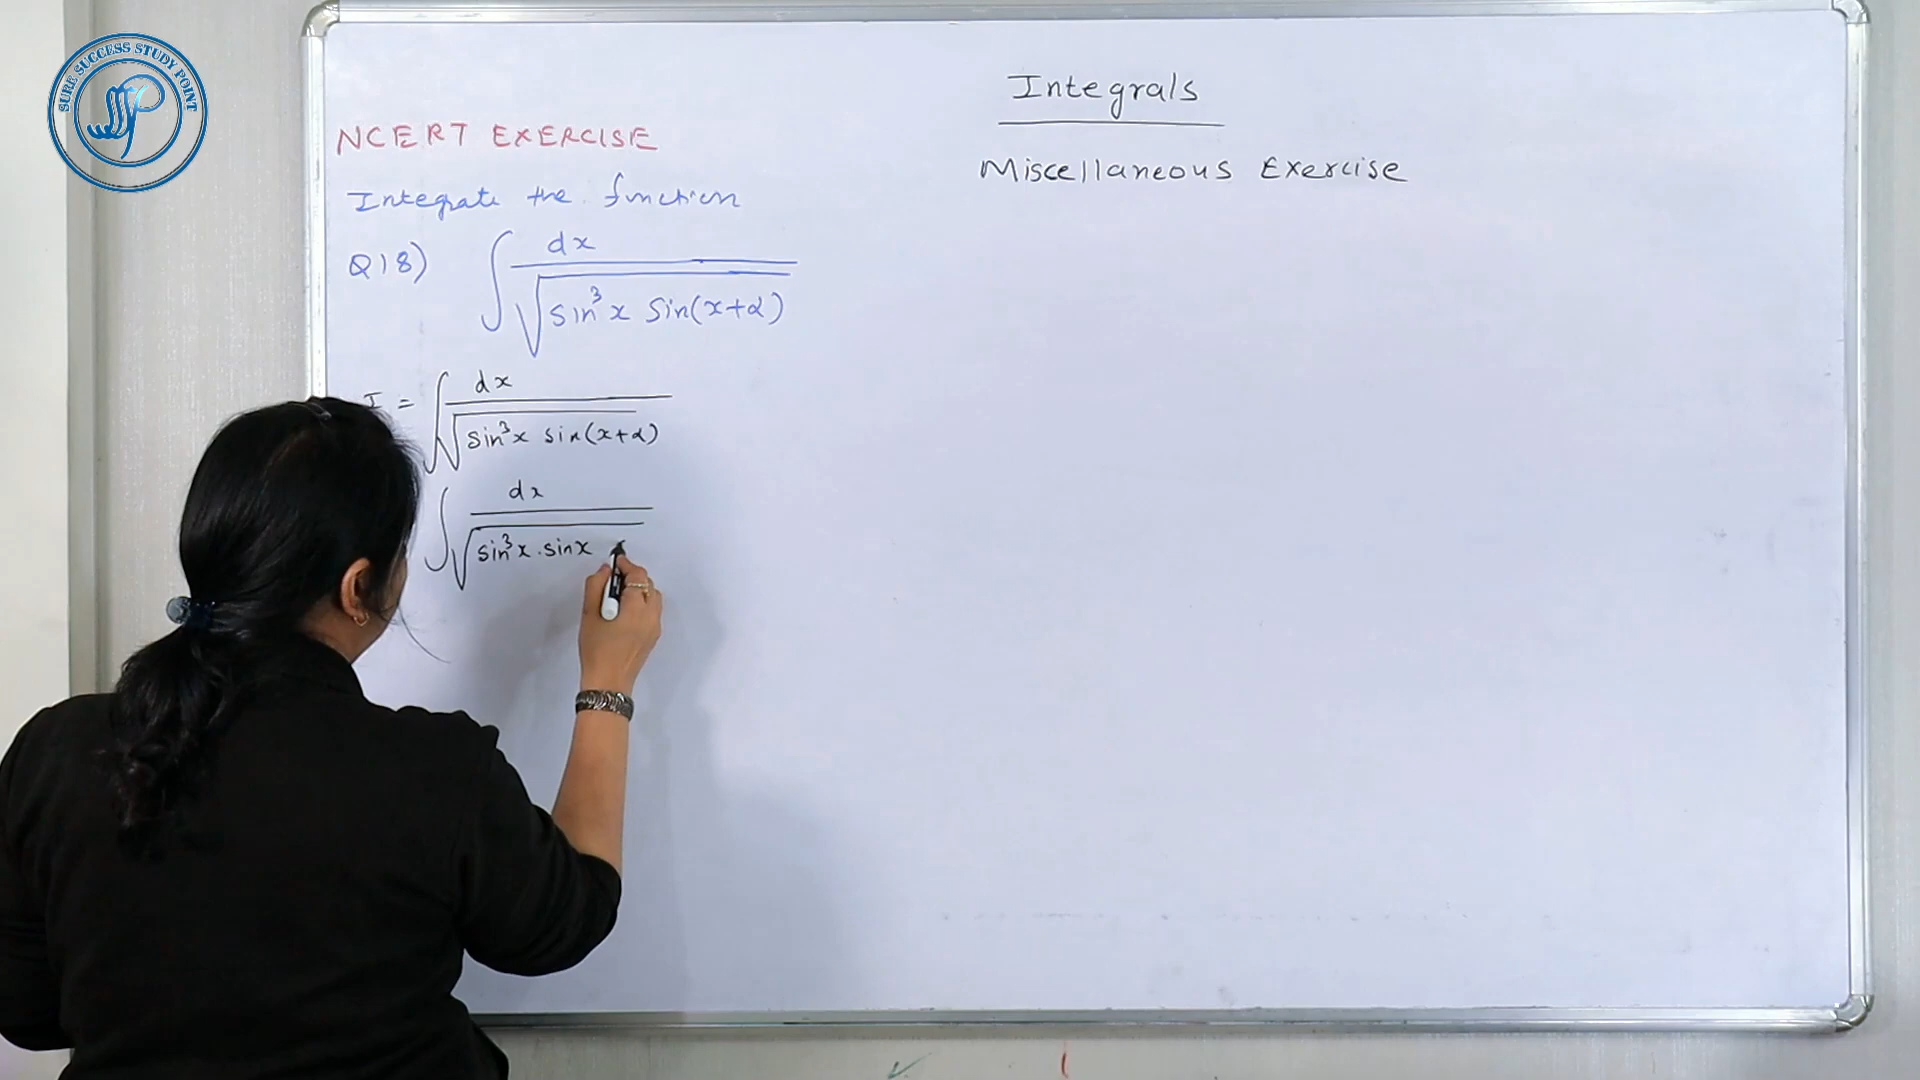 SURE SUCCESS STUDY POINT
Integrals
Miscellaneous Exercise
NCERT EXERCISE
Integrate the function
Q18) ∫ dx / √(sin³x Sin(x+α))
I = ∫ dx / √(sin³x sin(x+α))
∫ dx / √(sin³x . sinx